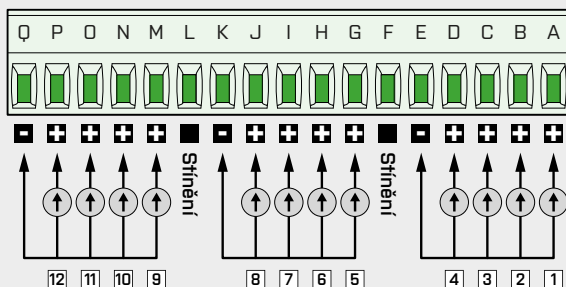 Q P O N M L K J I H G F E D C B A
- + + + + - + + + + - + + + +
Stínění Stínění
12 11 10 9 8 7 6 5 4 3 2 1